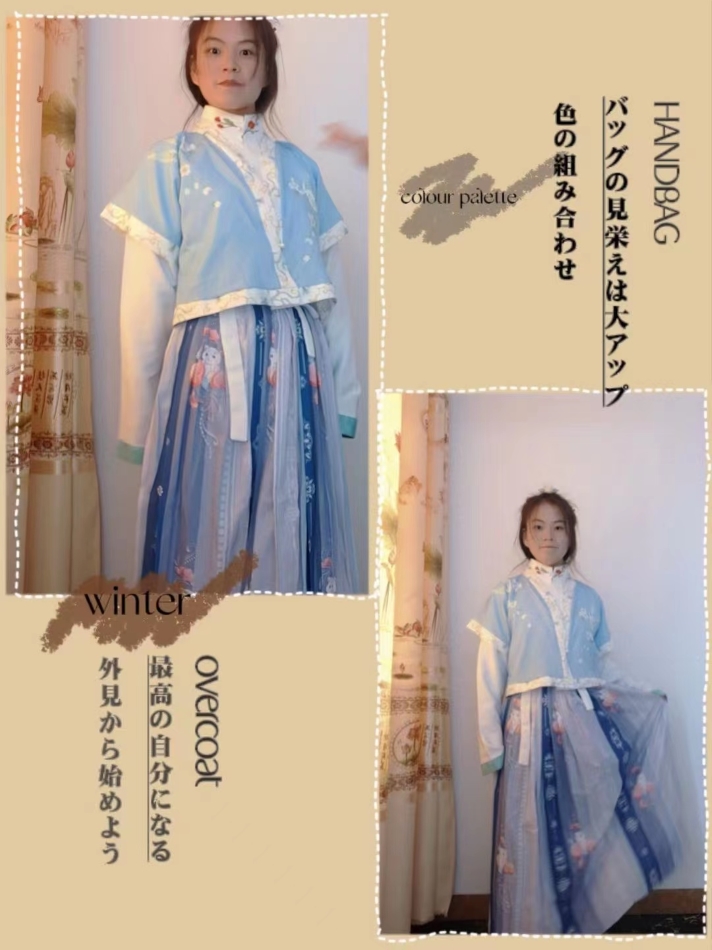 HANDBAG
バッグの見栄えは大アップ
色の組み合わせ
colour palette
winter
overcoat
最高の自分になる
外見から始めよう